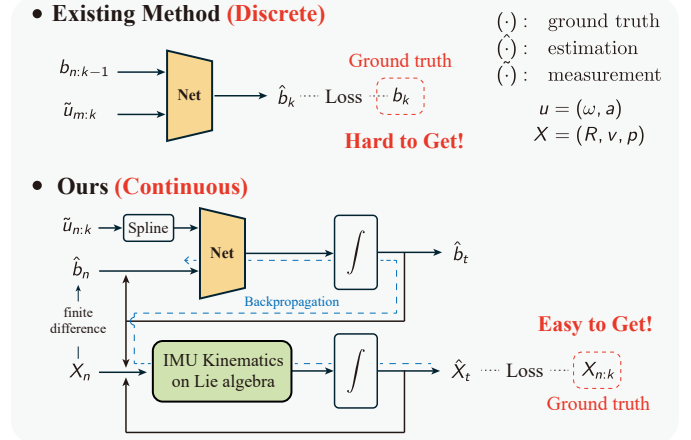 • Existing Method (Discrete)
b_{n:k−1}
ũ_{m:k}
Net
b̂_k
Loss
Ground truth
b_k
Hard to Get!
(·) : ground truth
(·̂) : estimation
(·̃) : measurement
u = (ω, a)
X = (R, v, p)
• Ours (Continuous)
ũ_{n:k}
Spline
Net
∫
b̂_n
b̂_t
Backpropagation
finite
difference
X_n
IMU Kinematics
on Lie algebra
∫
X̂_t
Loss
Easy to Get!
X_{n:k}
Ground truth